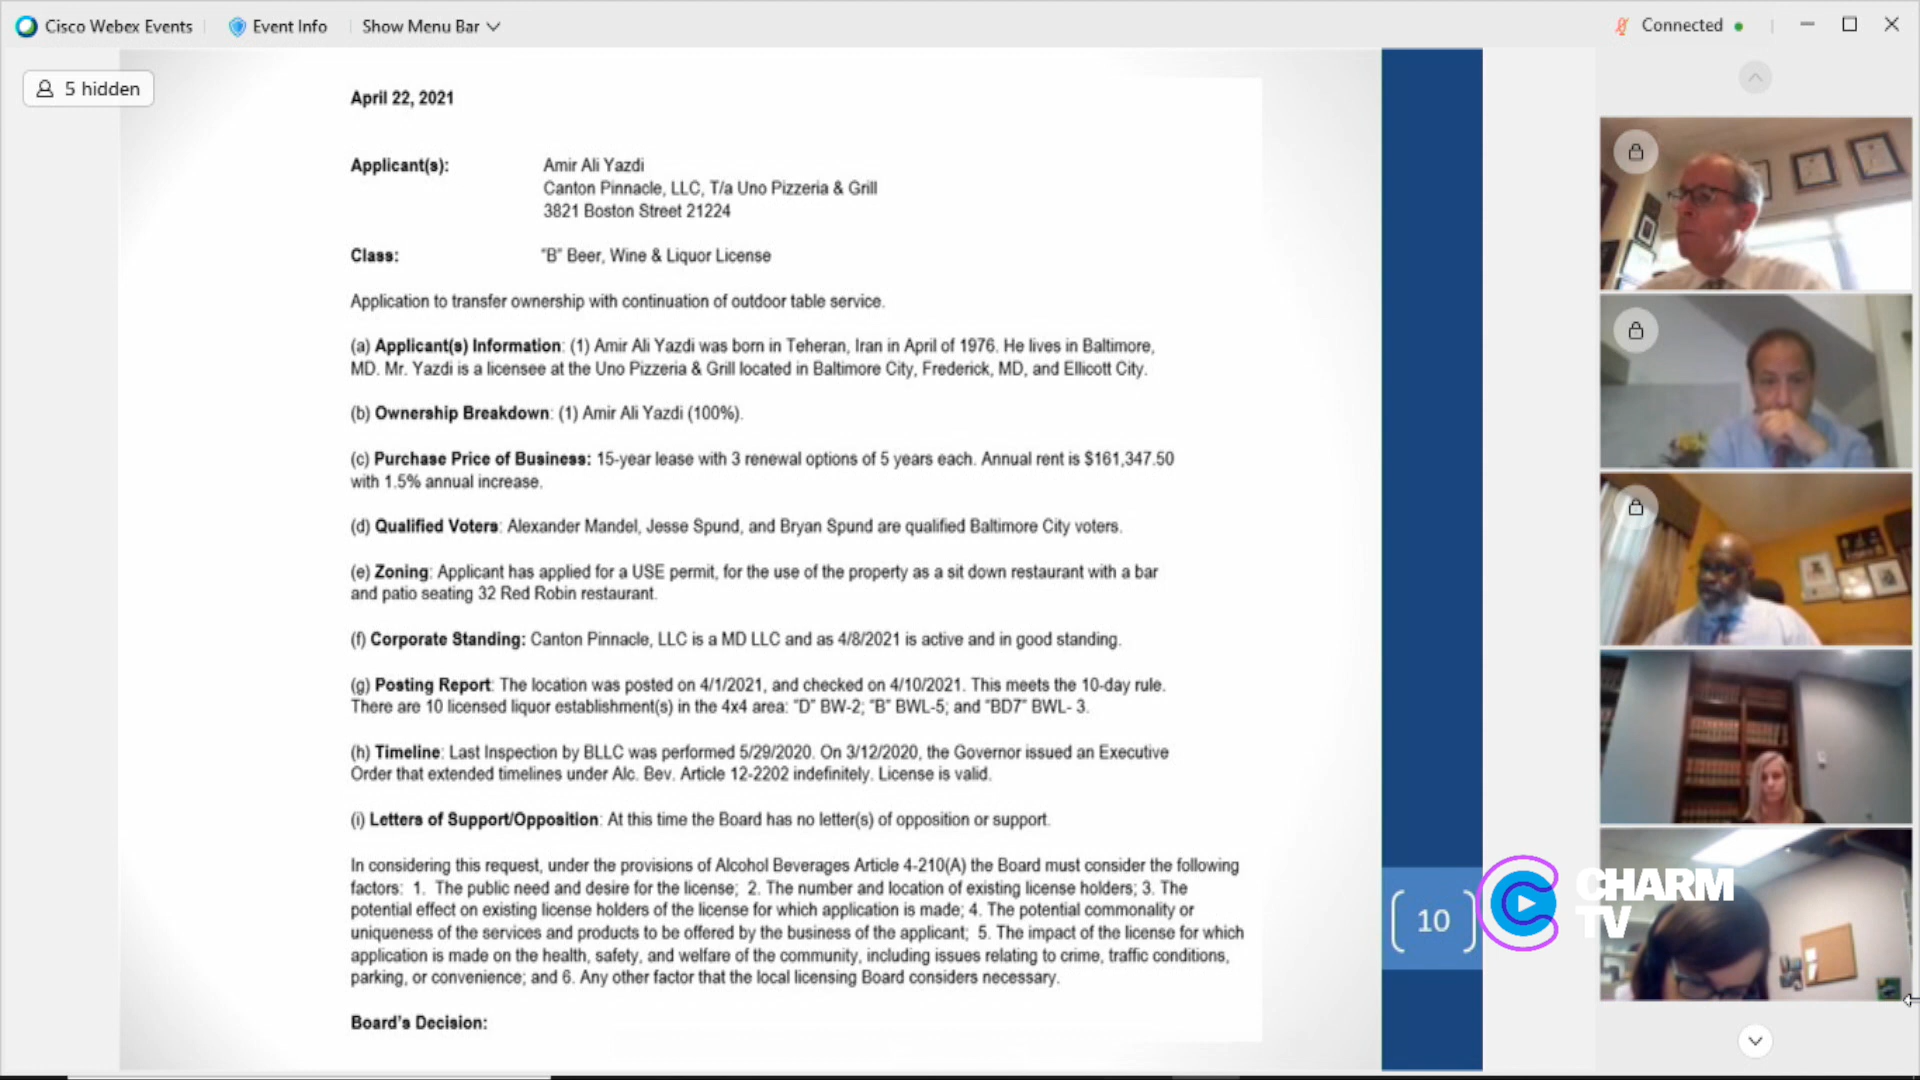 Cisco Webex Events
Event Info
Show Menu Bar
Connected
5 hidden
April 22, 2021
Applicant(s):
Amir Ali Yazdi
Canton Pinnacle, LLC, T/a Uno Pizzeria & Grill
3821 Boston Street 21224
Class:
"B" Beer, Wine & Liquor License
Application to transfer ownership with continuation of outdoor table service.
(a) Applicant(s) Information: (1) Amir Ali Yazdi was born in Teheran, Iran in April of 1976. He lives in Baltimore,
MD. Mr. Yazdi is a licensee at the Uno Pizzeria & Grill located in Baltimore City, Frederick, MD, and Ellicott City.
(b) Ownership Breakdown: (1) Amir Ali Yazdi (100%).
(c) Purchase Price of Business: 15-year lease with 3 renewal options of 5 years each. Annual rent is $161,347.50
with 1.5% annual increase.
(d) Qualified Voters: Alexander Mandel, Jesse Spund, and Bryan Spund are qualified Baltimore City voters.
(e) Zoning: Applicant has applied for a USE permit, for the use of the property as a sit down restaurant with a bar
and patio seating 32 Red Robin restaurant.
(f) Corporate Standing: Canton Pinnacle, LLC is a MD LLC and as 4/8/2021 is active and in good standing.
(g) Posting Report: The location was posted on 4/1/2021, and checked on 4/10/2021. This meets the 10-day rule.
There are 10 licensed liquor establishment(s) in the 4x4 area: "D" BW-2; "B" BWL-5; and "BD7" BWL- 3.
(h) Timeline: Last Inspection by BLLC was performed 5/29/2020. On 3/12/2020, the Governor issued an Executive
Order that extended timelines under Alc. Bev. Article 12-2202 indefinitely. License is valid.
(i) Letters of Support/Opposition: At this time the Board has no letter(s) of opposition or support.
In considering this request, under the provisions of Alcohol Beverages Article 4-210(A) the Board must consider the following
factors: 1. The public need and desire for the license; 2. The number and location of existing license holders; 3. The
potential effect on existing license holders of the license for which application is made; 4. The potential commonality or
uniqueness of the services and products to be offered by the business of the applicant; 5. The impact of the license for which
application is made on the health, safety, and welfare of the community, including issues relating to crime, traffic conditions,
parking, or convenience; and 6. Any other factor that the local licensing Board considers necessary.
Board's Decision:
10
CHARM
TV